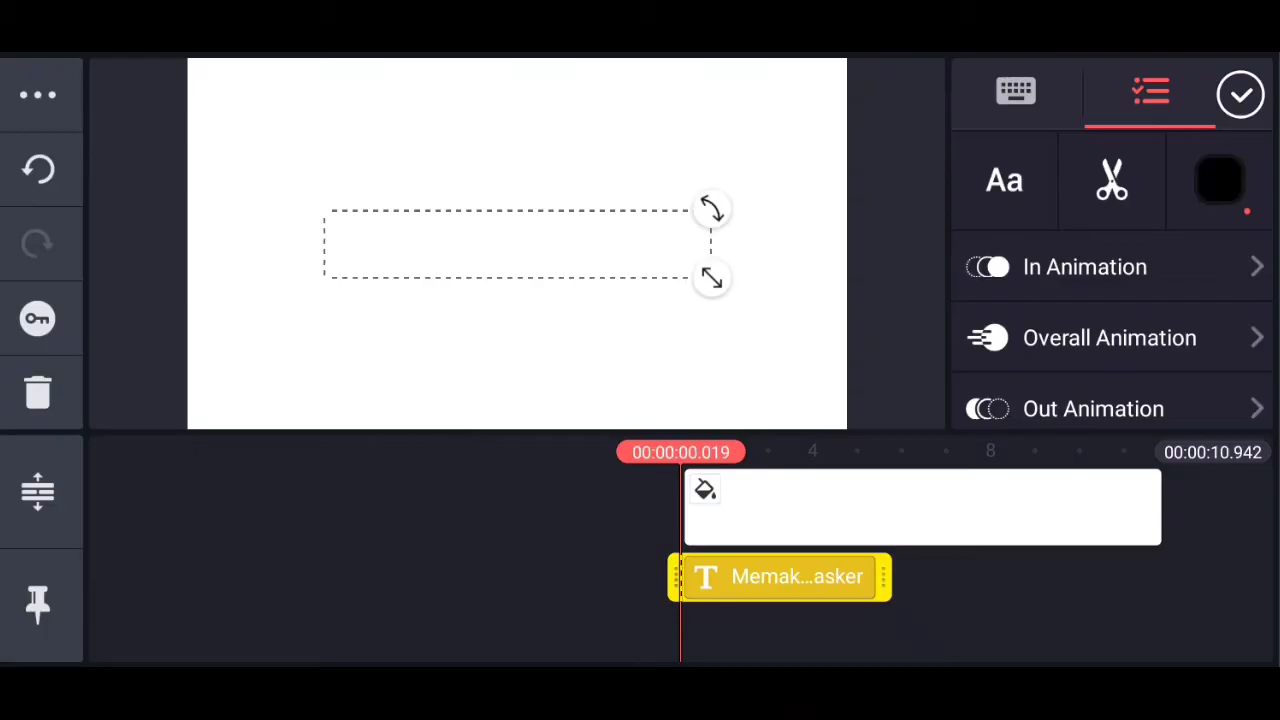 Aa
In Animation
Overall Animation
Out Animation
00:00:00.019
4
8
00:00:10.942
T Memak...asker